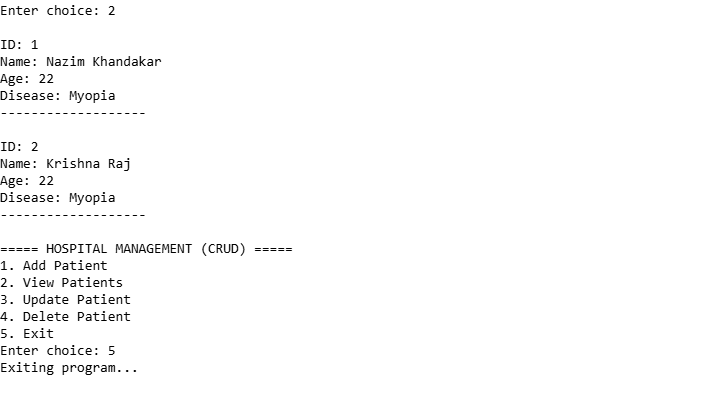 Enter choice: 2
ID: 1
Name: Nazim Khandakar
Age: 22
Disease: Myopia
-------------------
ID: 2
Name: Krishna Raj
Age: 22
Disease: Myopia
-------------------
===== HOSPITAL MANAGEMENT (CRUD) =====
1. Add Patient
2. View Patients
3. Update Patient
4. Delete Patient
5. Exit
Enter choice: 5
Exiting program...